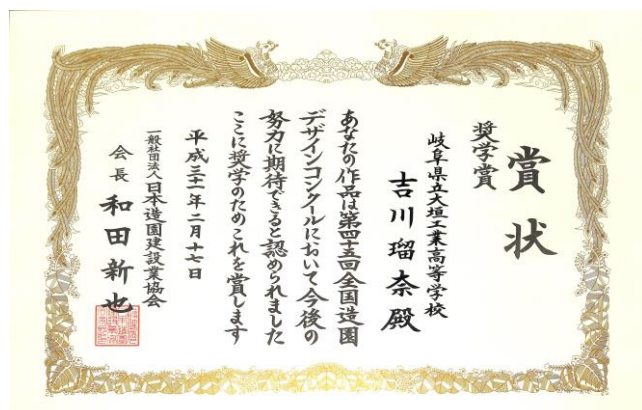 賞状
奨学賞
岐阜県立大垣工業高等学校
吉川瑠奈殿
あなたの作品は第四十五回全国造園
デザインコンクールにおいて今後の
努力に期待できると認められました
ここに奨学のためこれを賞します
平成三十一年二月十七日
一般社団法人日本造園建設業協会
会長 和田新也